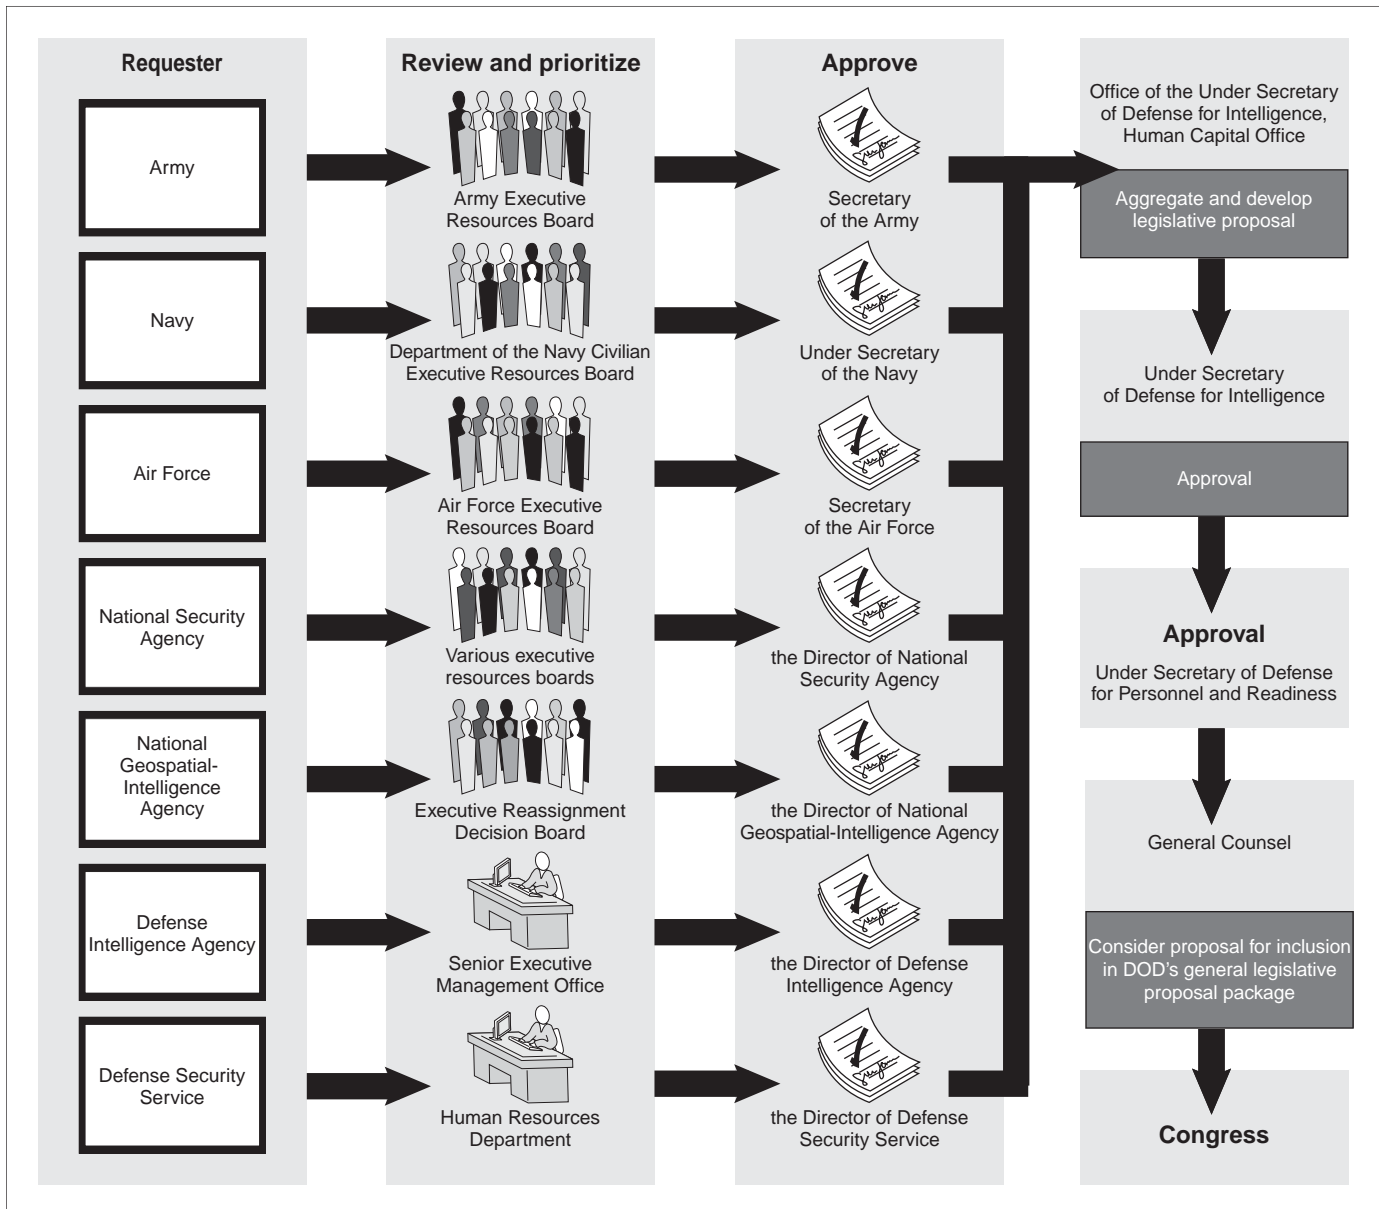 Requester
Review and prioritize
Approve
Army
Army Executive
Resources Board
Secretary
of the Army
Navy
Department of the Navy Civilian
Executive Resources Board
Under Secretary
of the Navy
Air Force
Air Force Executive
Resources Board
Secretary
of the Air Force
National Security
Agency
Various executive
resources boards
the Director of National
Security Agency
National
Geospatial-
Intelligence
Agency
Executive Reassignment
Decision Board
the Director of National
Geospatial-Intelligence Agency
Defense
Intelligence Agency
Senior Executive
Management Office
the Director of Defense
Intelligence Agency
Defense Security
Service
Human Resources
Department
the Director of Defense
Security Service
Office of the Under Secretary
of Defense for Intelligence,
Human Capital Office
Aggregate and develop
legislative proposal
Under Secretary
of Defense for Intelligence
Approval
Approval
Under Secretary of Defense
for Personnel and Readiness
General Counsel
Consider proposal for inclusion
in DOD's general legislative
proposal package
Congress